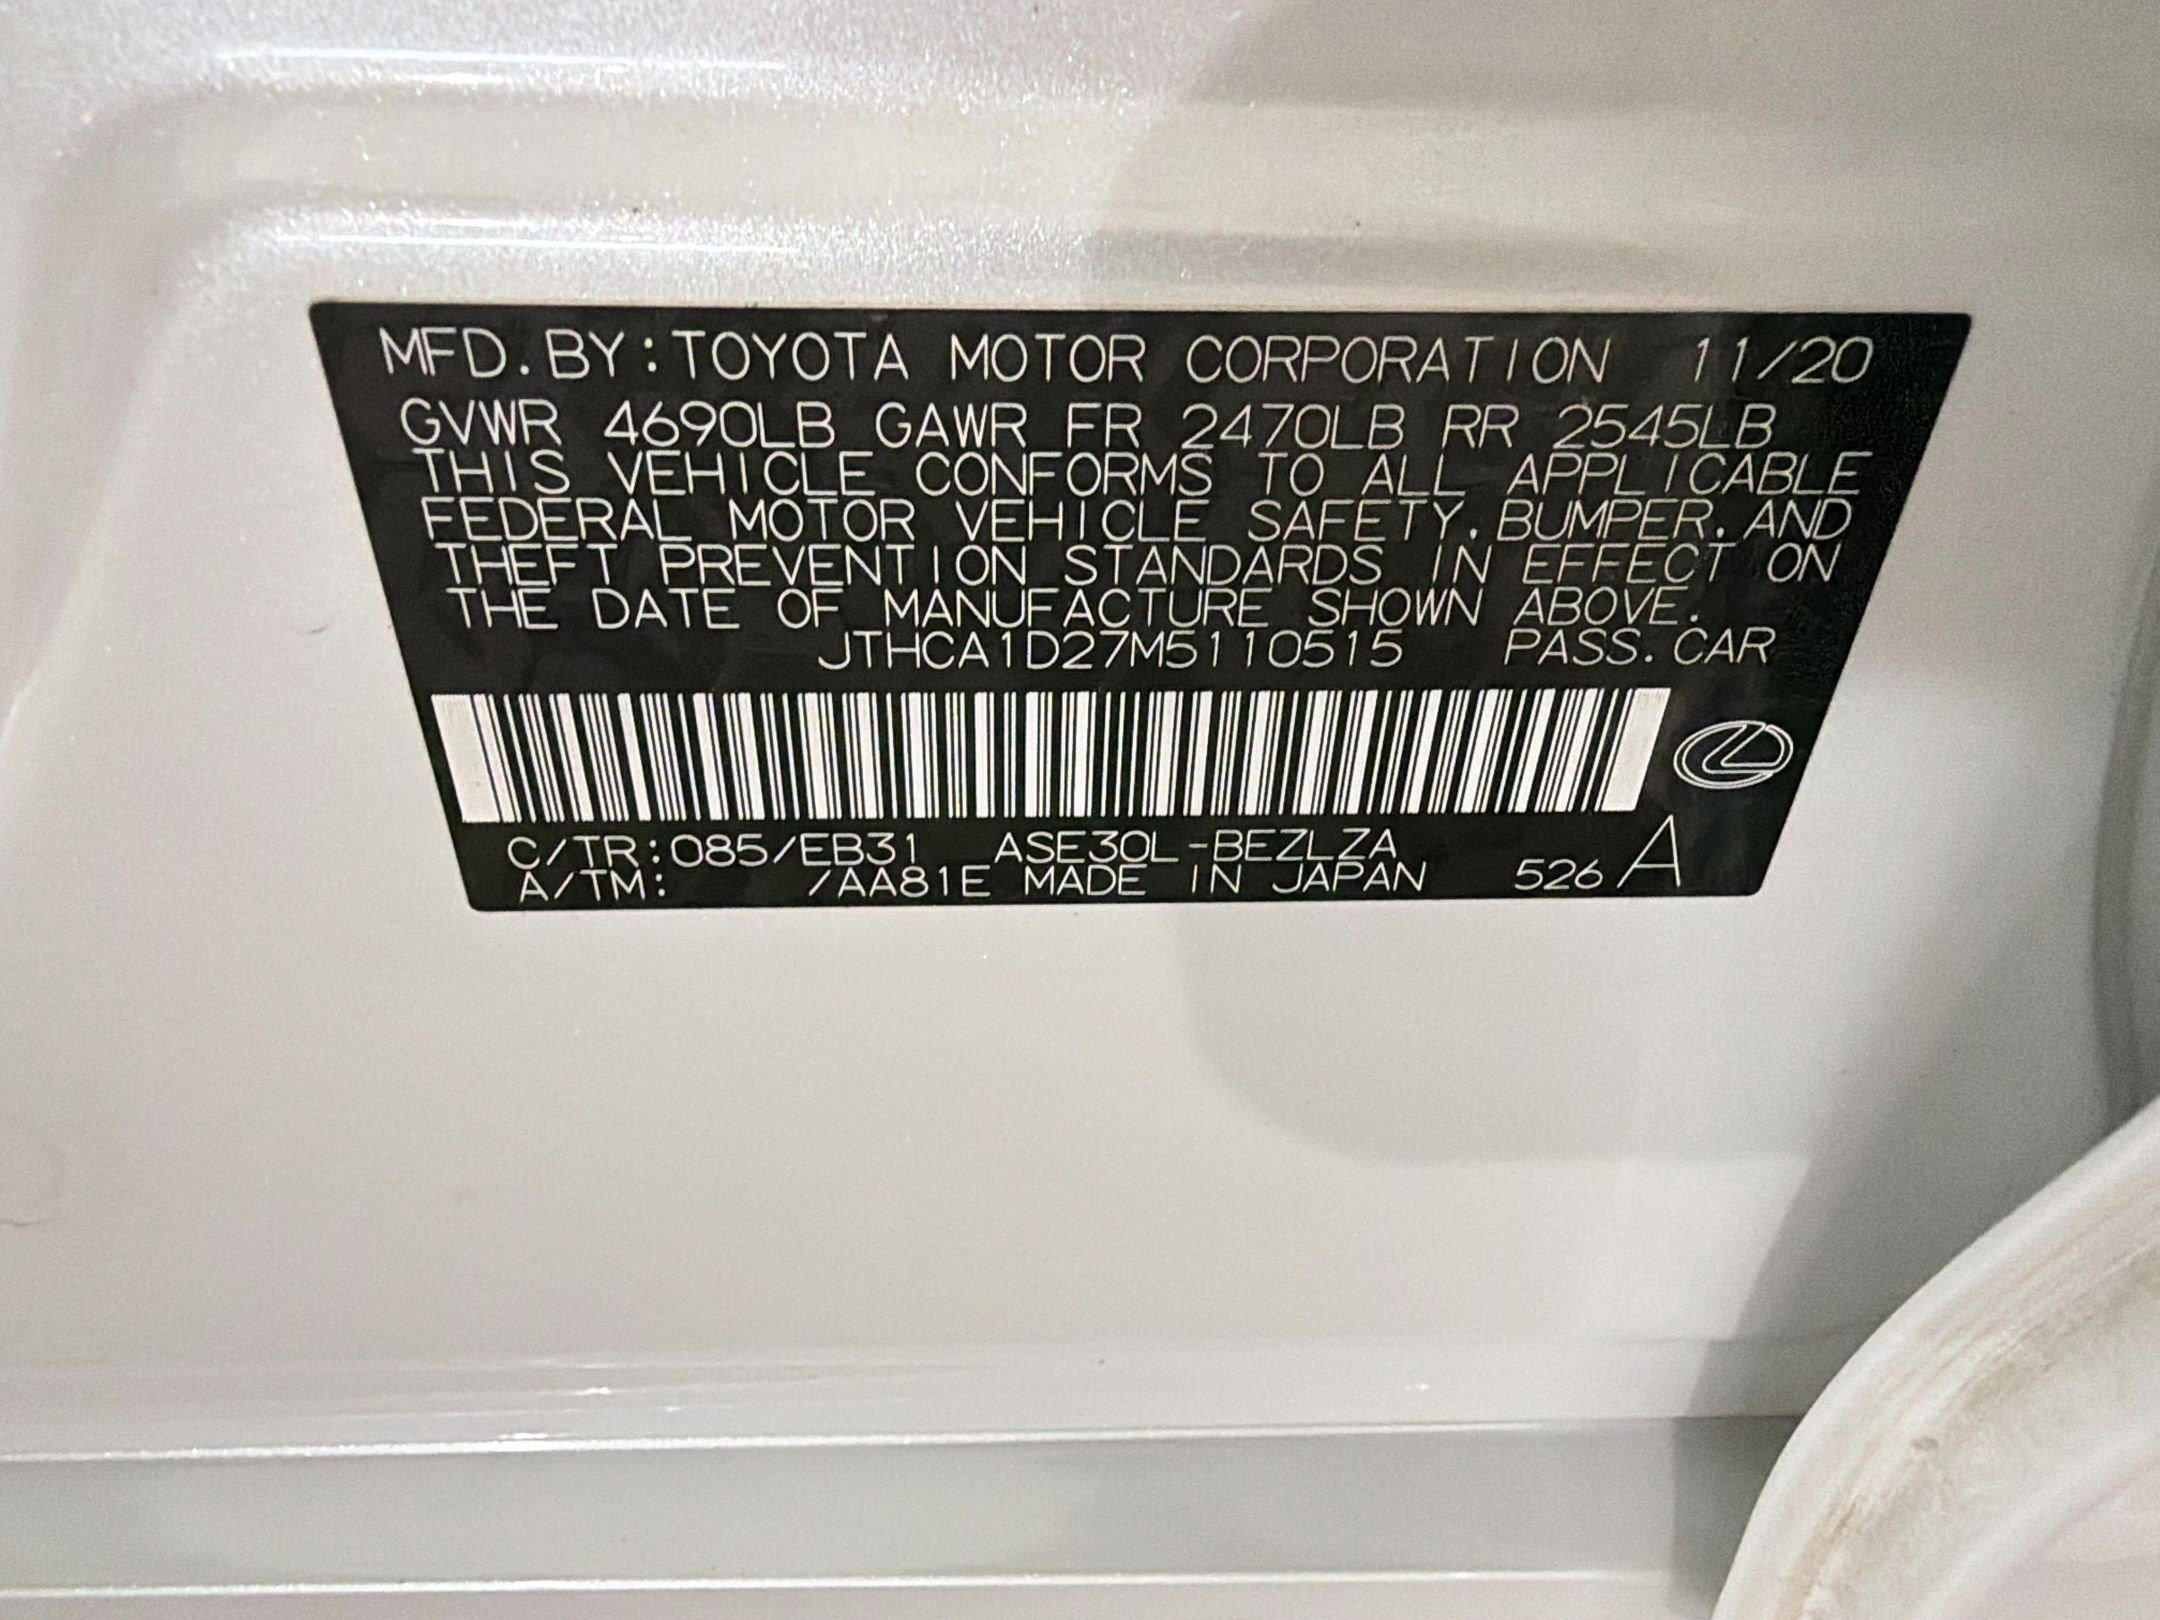 MFD. BY: TOYOTA MOTOR CORPORATION 11/20
GVWR 4690LB GAWR FR 2470LB RR 2545LB
THIS VEHICLE CONFORMS TO ALL APPLICABLE
FEDERAL MOTOR VEHICLE SAFETY, BUMPER, AND
THEFT PREVENTION STANDARDS IN EFFECT ON
THE DATE OF MANUFACTURE SHOWN ABOVE.
JTHCA1D27M5110515 PASS. CAR
C/TR: 085/EB31 ASE30L-BEZLZA
A/TM: /AA81E MADE IN JAPAN 526 A